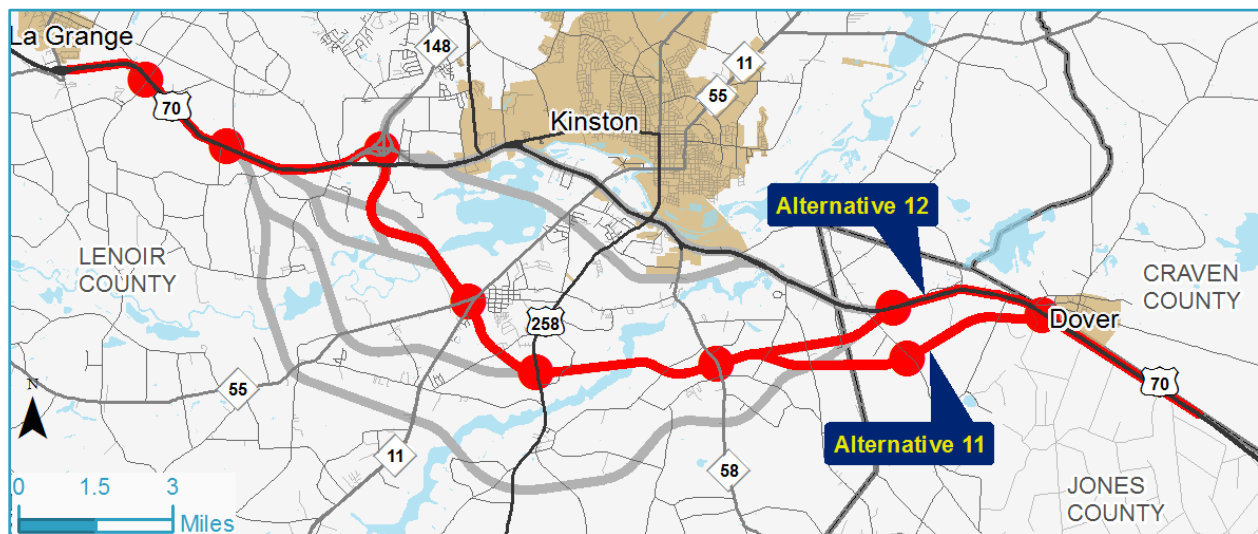 La Grange
148
11
55
70
Kinston
Alternative 12
LENOIR
COUNTY
CRAVEN
COUNTY
258
Dover
N
55
70
11
Alternative 11
58
0 1.5 3
Miles
JONES
COUNTY